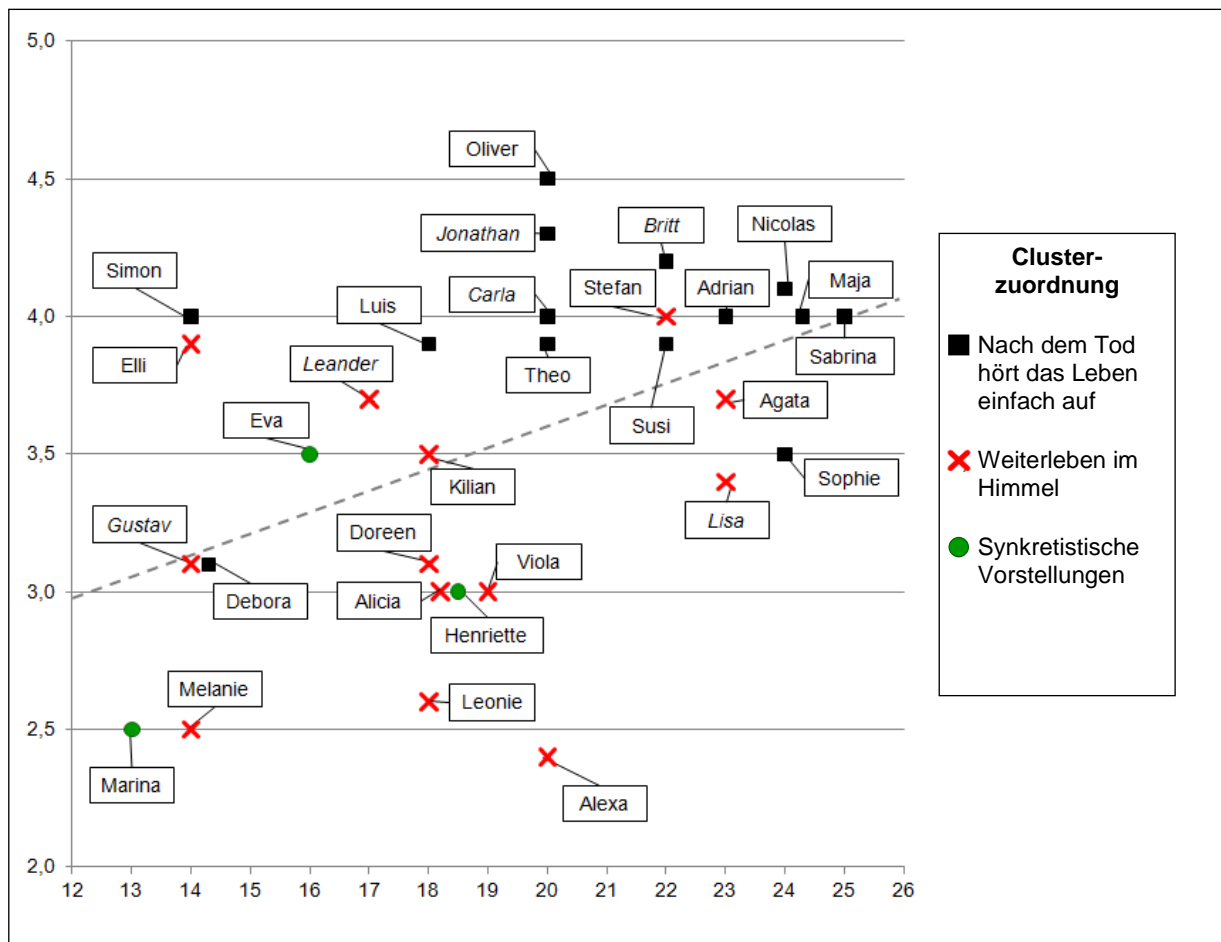 5,0
Oliver
4,5
Jonathan
Britt
Nicolas
Simon
Luis
Carla
Stefan
Adrian
Maja
4,0
Elli
Leander
Theo
Susi
Agata
Sabrina
Eva
3,5
Kilian
Sophie
Gustav
Doreen
Viola
Lisa
3,0
Debora
Alicia
Henriette
Melanie
Leonie
2,5
Marina
Alexa
2,0
12 13 14 15 16 17 18 19 20 21 22 23 24 25 26
Cluster-
zuordnung
Nach dem Tod
hört das Leben
einfach auf
Weiterleben im
Himmel
Synkretistische
Vorstellungen